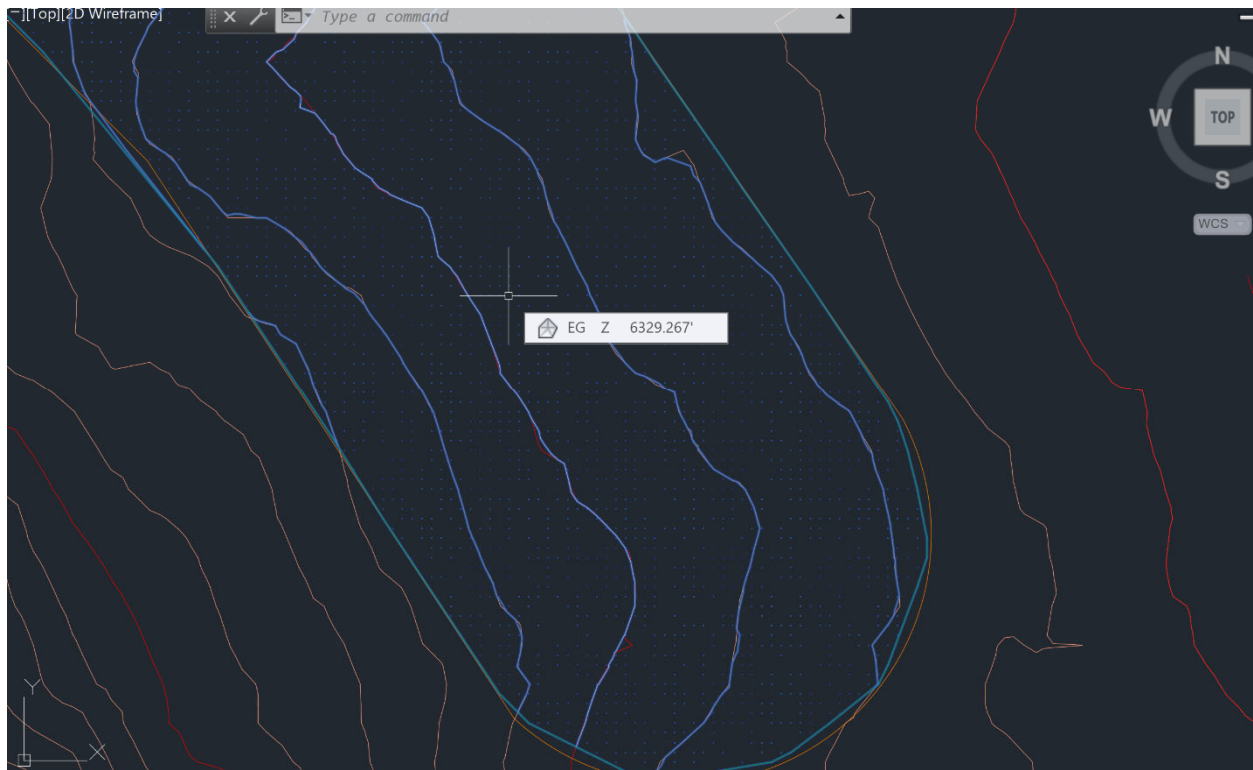 −][Top][2D Wireframe]
Type a command
N
W
TOP
S
WCS
EG Z 6329.267'
Y
X